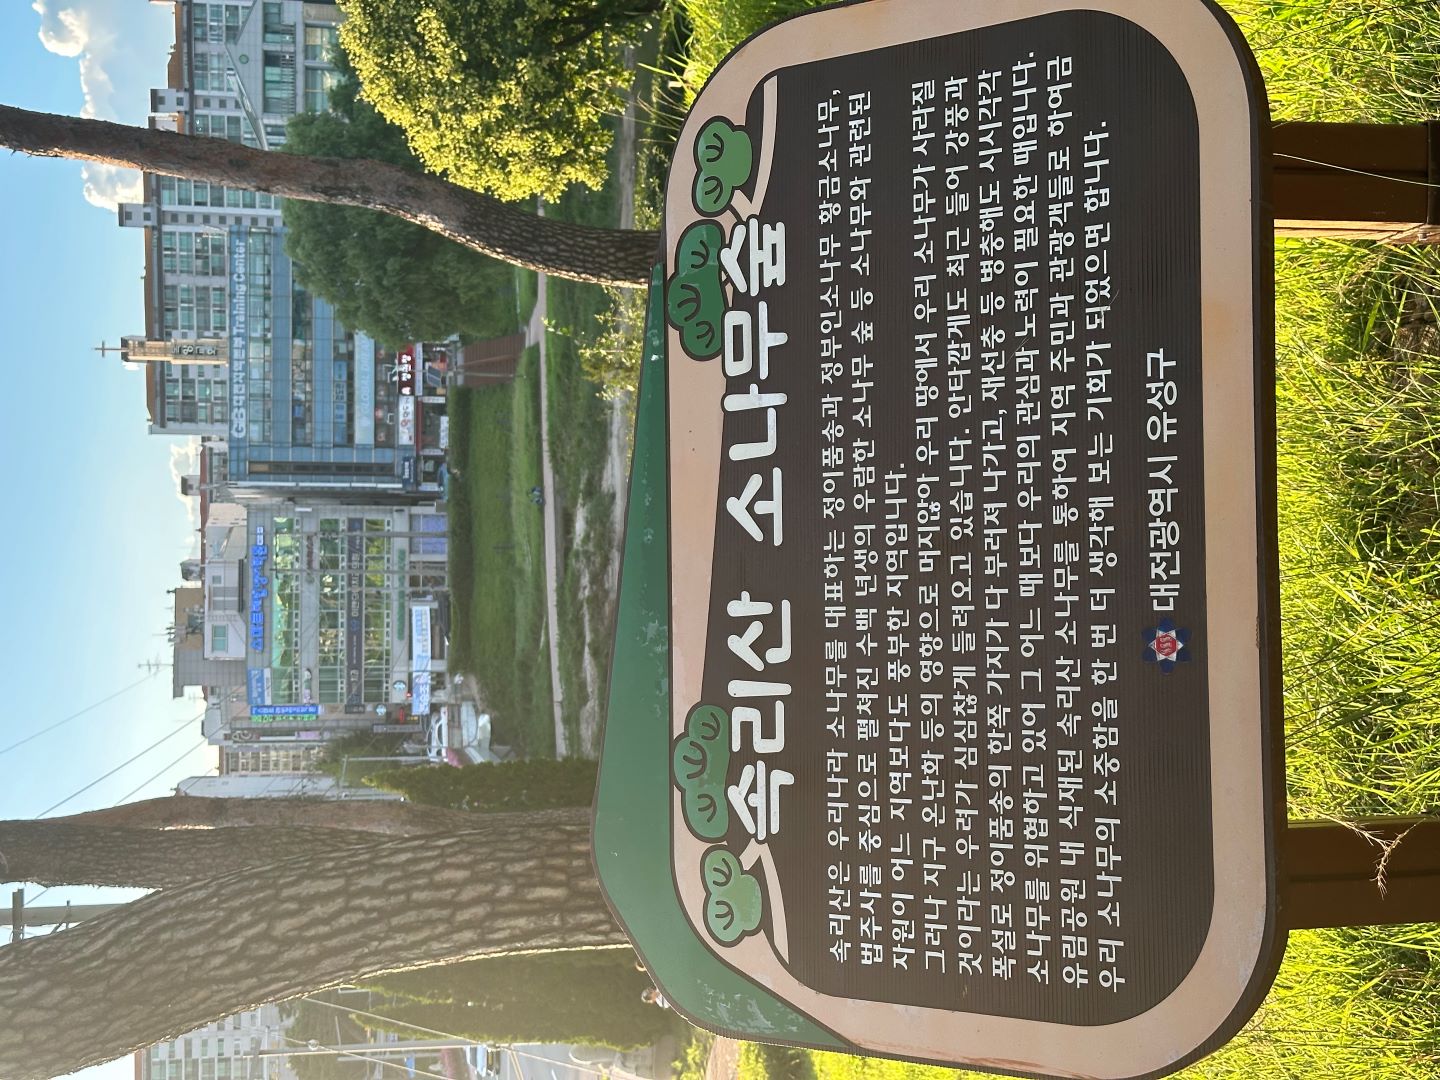 속리산 소나무숲
속리산은 우리나라 소나무를 대표하는 정이품송과 정부인소나무 황금소나무,
법주사를 중심으로 펼쳐진 수백 년생의 우람한 소나무 숲 등 소나무와 관련된
자원이 어느 지역보다도 풍부한 지역입니다.
그러나 지구 온난화 등의 영향으로 머지않아 우리 땅에서 우리 소나무가 사라질
것이라는 우려가 심심찮게 들려오고 있습니다. 안타깝게도 최근 들어 강풍과
폭설로 정이품송의 한쪽 가지가 다 부러져 나가고, 재선충 등 병충해도 시시각각
소나무를 위협하고 있어 그 어느 때보다 우리의 관심과 노력이 필요한 때입니다.
유림공원 내 식재된 속리산 소나무를 통하여 지역 주민과 관광객들로 하여금
우리 소나무의 소중함을 한 번 더 생각해 보는 기회가 되었으면 합니다.
대전광역시 유성구
Training Center